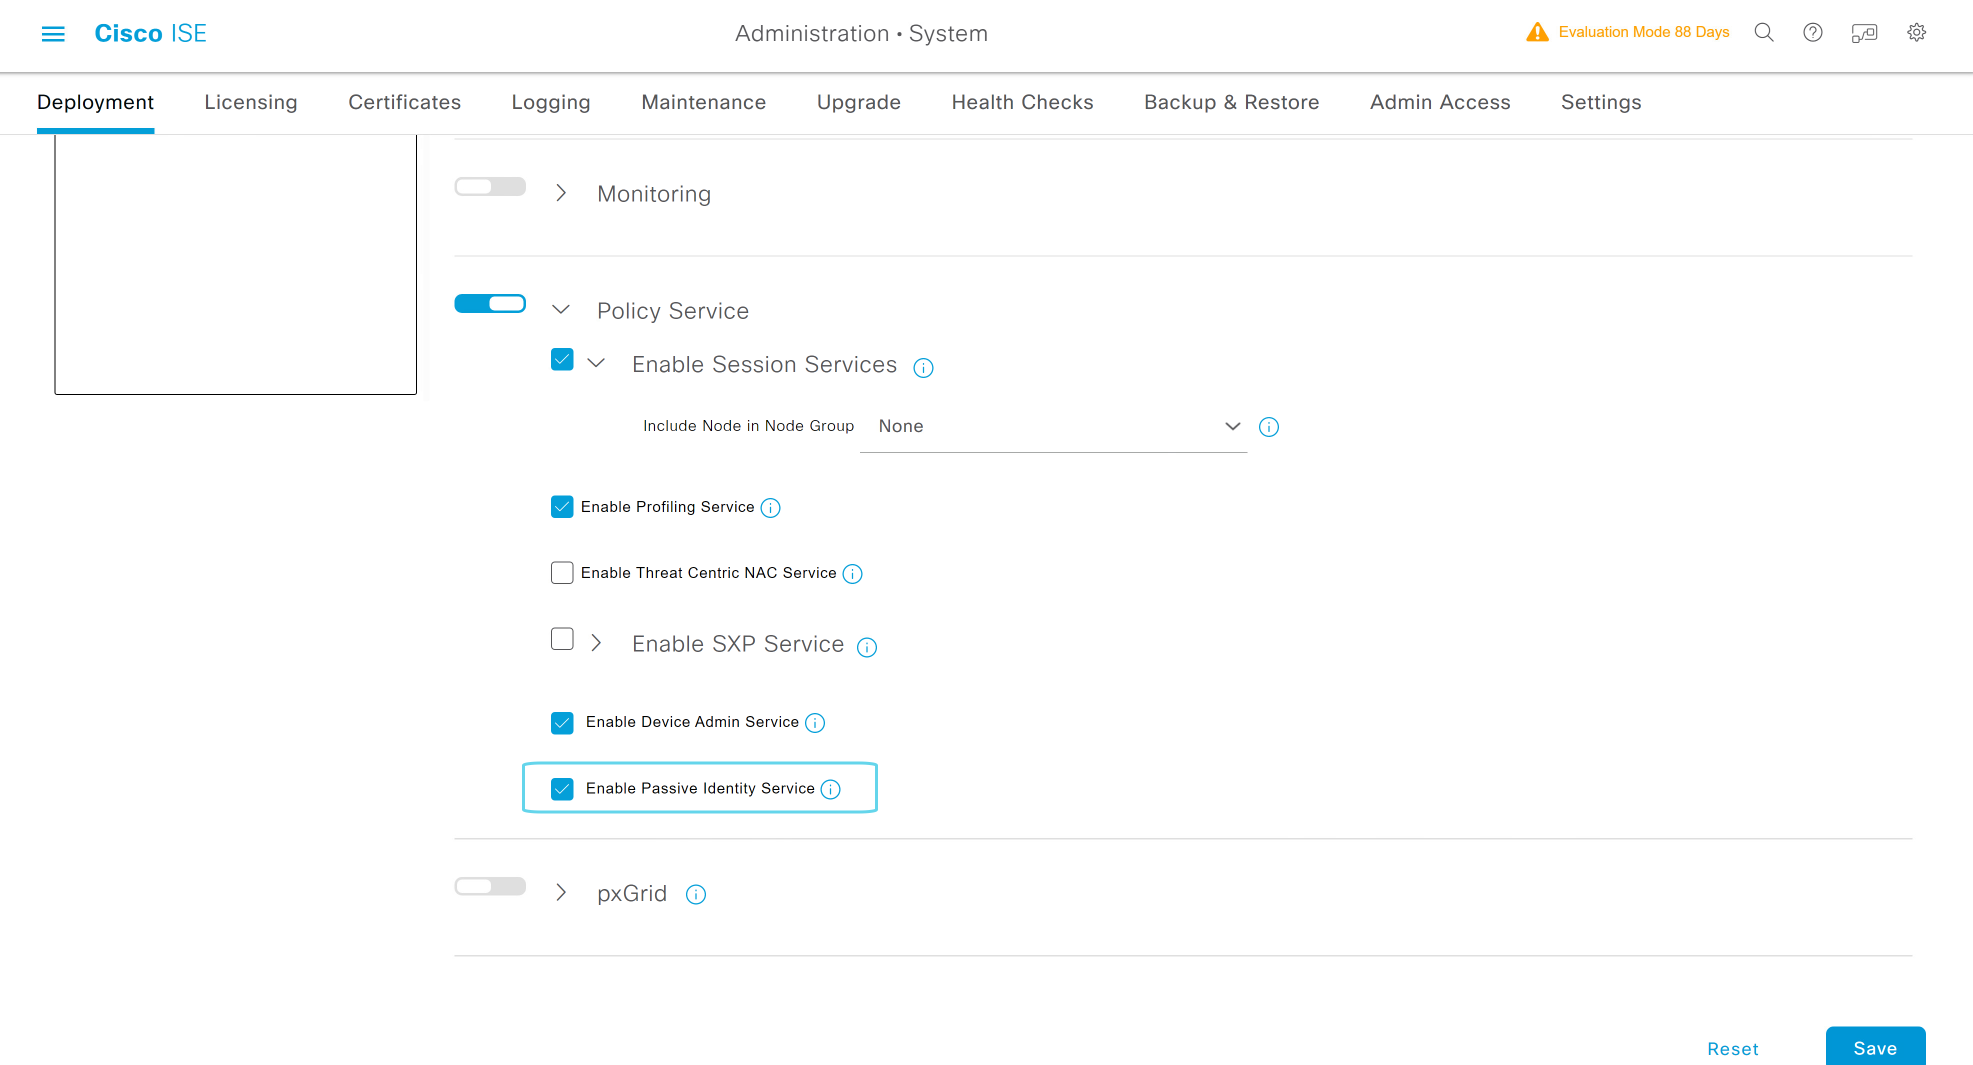 Cisco ISE
Administration • System
Evaluation Mode 88 Days
Deployment
Licensing
Certificates
Logging
Maintenance
Upgrade
Health Checks
Backup & Restore
Admin Access
Settings
Monitoring
Policy Service
Enable Session Services
Include Node in Node Group
None
Enable Profiling Service
Enable Threat Centric NAC Service
Enable SXP Service
Enable Device Admin Service
Enable Passive Identity Service
pxGrid
Reset
Save